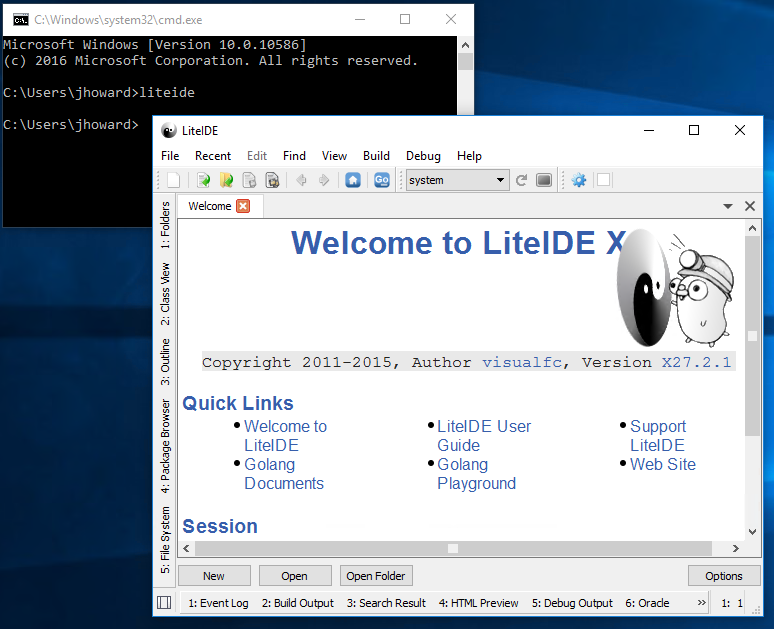 C:\Windows\system32\cmd.exe
Microsoft Windows [Version 10.0.10586]
(c) 2016 Microsoft Corporation. All rights reserved.
C:\Users\jhoward>liteide
C:\Users\jhoward>
LiteIDE
File Recent Edit Find View Build Debug Help
Go system
Welcome
1: Folders
2: Class View
3: Outline
4: Package Browser
5: File System
Welcome to LiteIDE X
Copyright 2011-2015, Author visualfc, Version X27.2.1
Quick Links
Welcome to LiteIDE User Support
LiteIDE Guide LiteIDE
Golang Golang Web Site
Documents Playground
Session
New Open Open Folder Options
1: Event Log 2: Build Output 3: Search Result 4: HTML Preview 5: Debug Output 6: Oracle » 1: 1